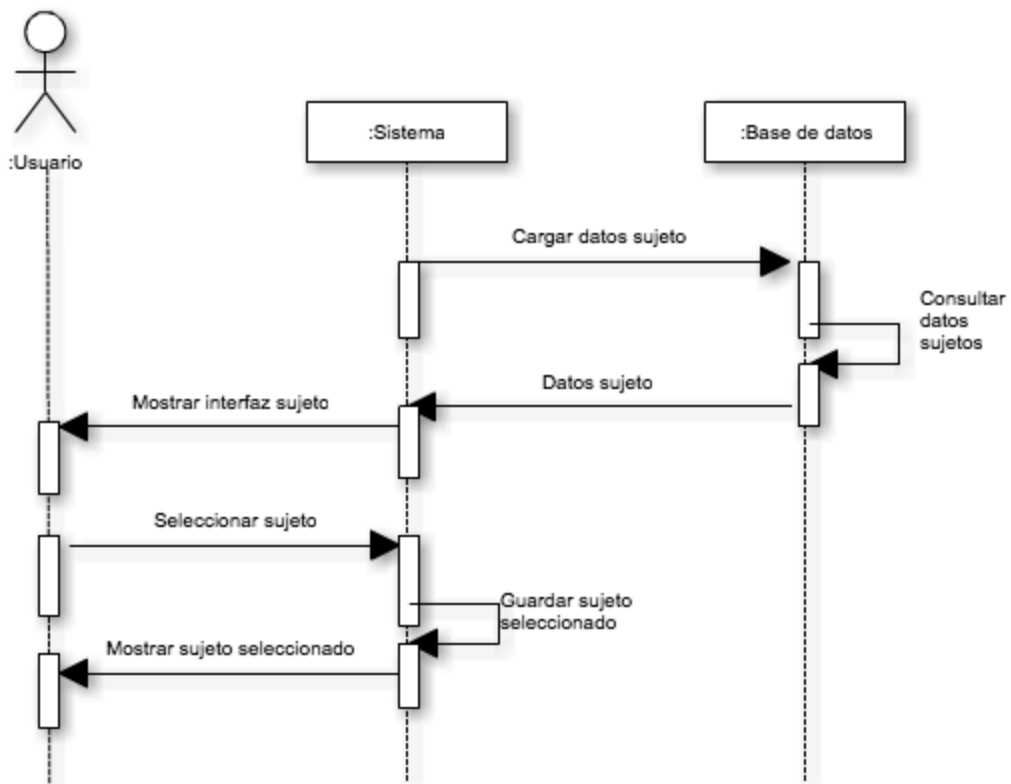 :Usuario
:Sistema
:Base de datos
Cargar datos sujeto
Consultar
datos
sujetos
Datos sujeto
Mostrar interfaz sujeto
Seleccionar sujeto
Guardar sujeto
seleccionado
Mostrar sujeto seleccionado